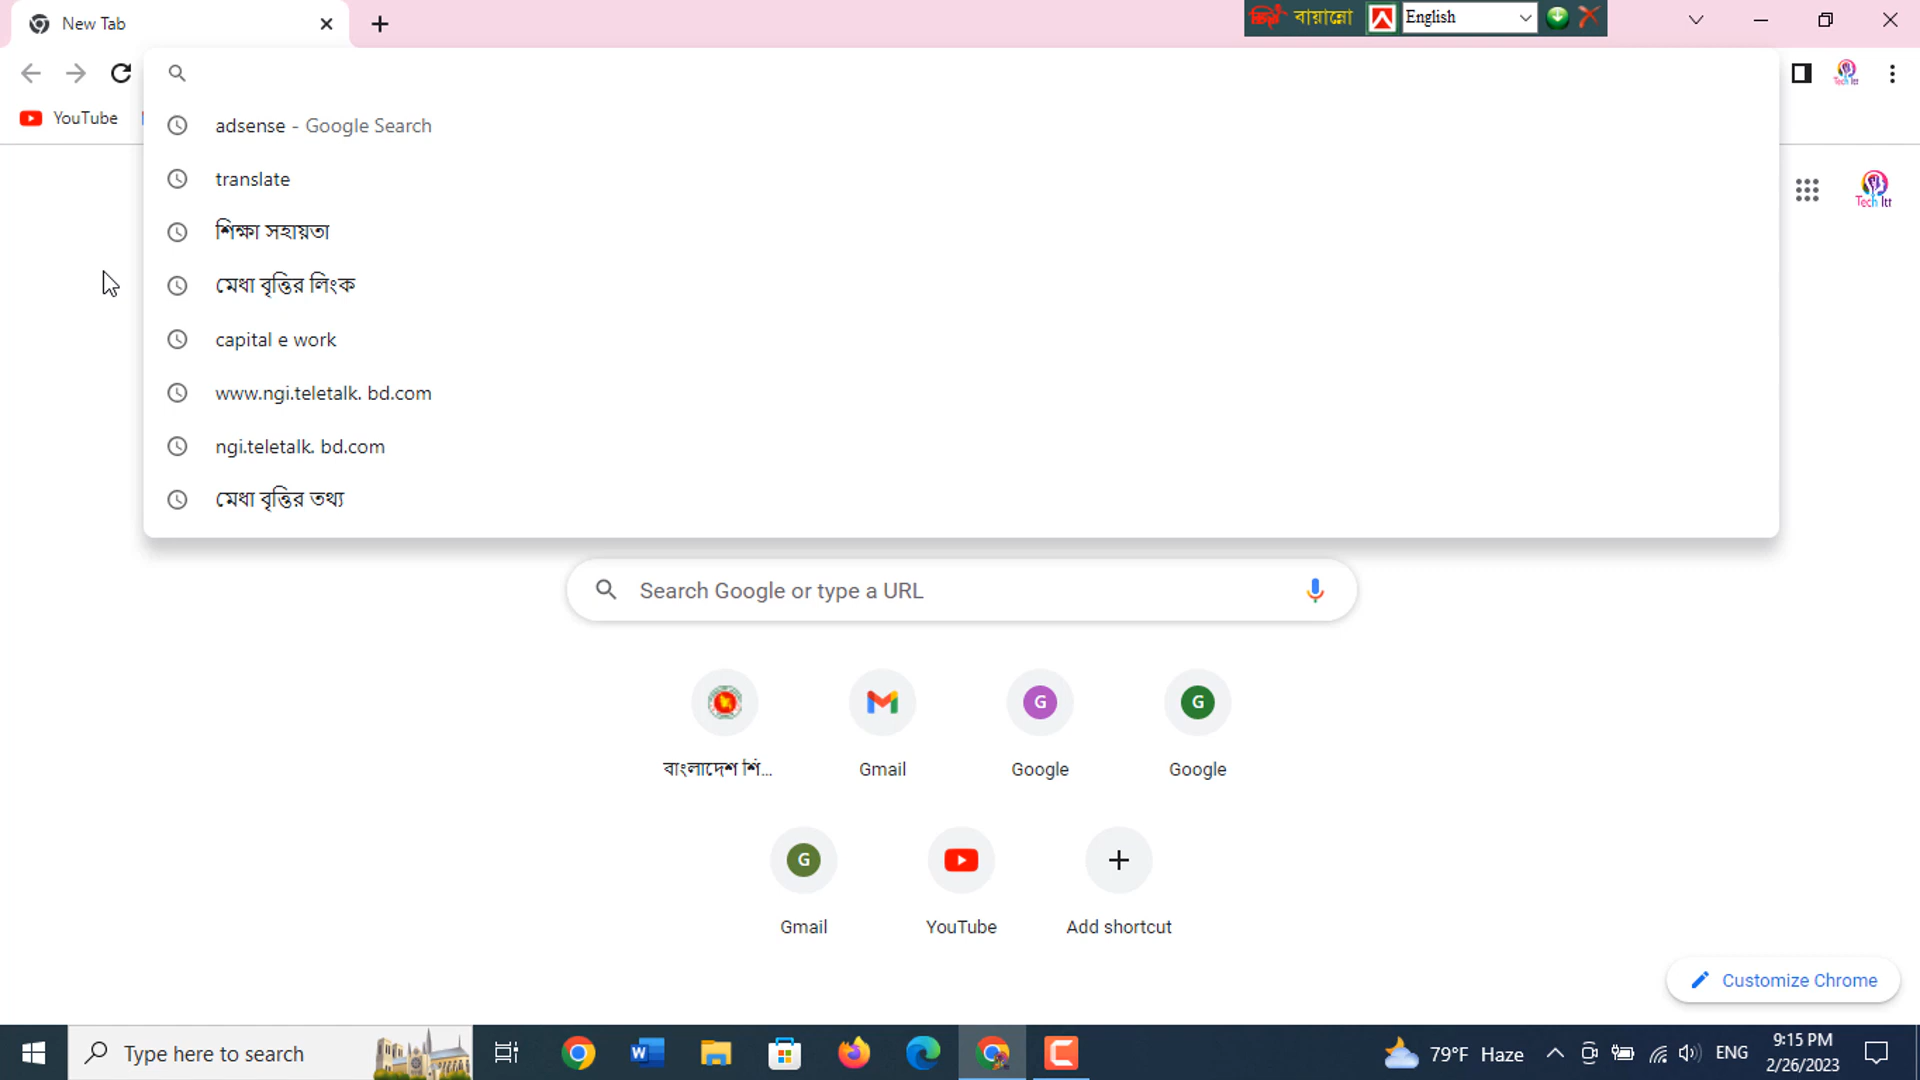 New Tab
বায়ান্নো
English
YouTube
adsense - Google Search
translate
শিক্ষা সহায়তা
মেধা বৃত্তির লিংক
capital e work
www.ngi.teletalk. bd.com
ngi.teletalk. bd.com
মেধা বৃত্তির তথ্য
Tech Itt
Search Google or type a URL
বাংলাদেশ শি...
Gmail
Google
Google
Gmail
YouTube
Add shortcut
Customize Chrome
Type here to search
79°F Haze
ENG
9:15 PM
2/26/2023